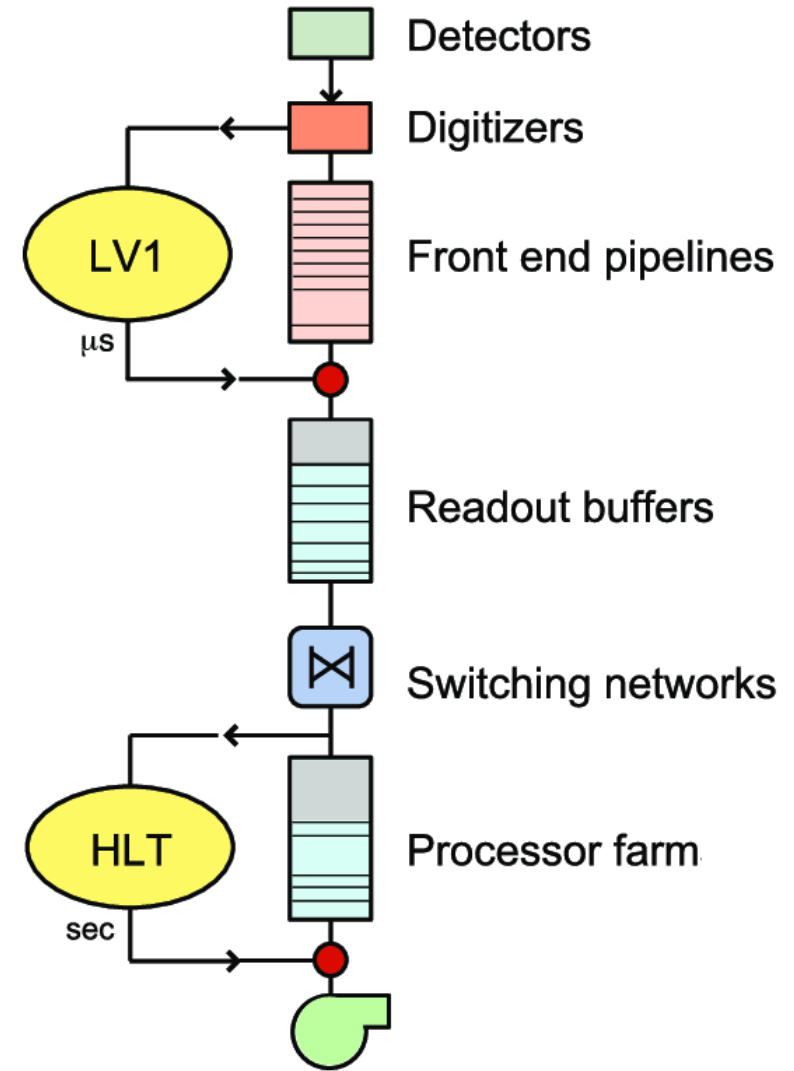 Detectors
Digitizers
LV1
Front end pipelines
μs
Readout buffers
Switching networks
HLT
Processor farm
sec